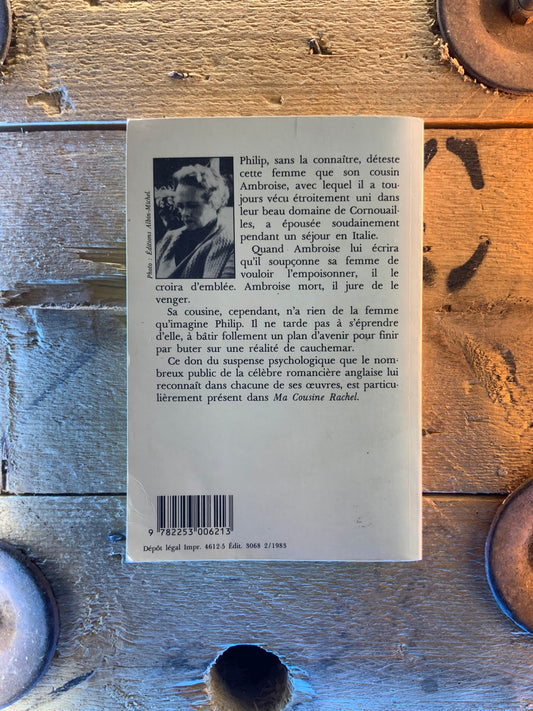 Photo : Éditions Albin-Michel.
Philip, sans la connaître, déteste
cette femme que son cousin
Ambroise, avec lequel il a tou-
jours vécu étroitement uni dans
leur beau domaine de Cornouail-
les, a épousée soudainement
pendant un séjour en Italie.
Quand Ambroise lui écrira
qu'il soupçonne sa femme de
vouloir l'empoisonner, il le
croira d'emblée. Ambroise mort, il jure de le
venger.
Sa cousine, cependant, n'a rien de la femme
qu'imagine Philip. Il ne tarde pas à s'éprendre
d'elle, à bâtir follement un plan d'avenir pour finir
par buter sur une réalité de cauchemar.
Ce don du suspense psychologique que le nom-
breux public de la célèbre romancière anglaise lui
reconnaît dans chacune de ses œuvres, est particu-
lièrement présent dans Ma Cousine Rachel.
9 782253 006213
Dépôt légal Impr. 4612-5 Édit. 3068 2/1983